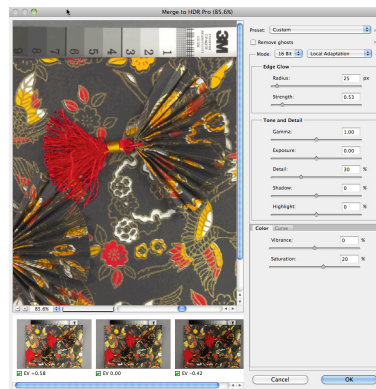 Merge to HDR Pro (85.6%)
Preset: Custom
Remove ghosts
Mode: 16 Bit Local Adaptation
Edge Glow
Radius: 25 px
Strength: 0.53
Tone and Detail
Gamma: 1.00
Exposure: 0.00
Detail: 30 %
Shadow: 0 %
Highlight: 0 %
Color Curve
Vibrance: 0 %
Saturation: 20 %
3M
1
2
3
85.6%
EV -0.58
EV 0.00
EV -0.42
Cancel
OK